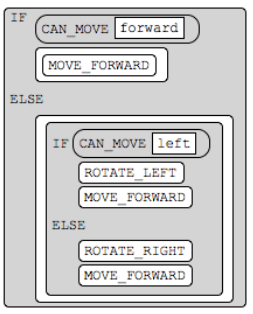 IF
CAN_MOVE forward
MOVE_FORWARD
ELSE
IF CAN_MOVE left
ROTATE_LEFT
MOVE_FORWARD
ELSE
ROTATE_RIGHT
MOVE_FORWARD